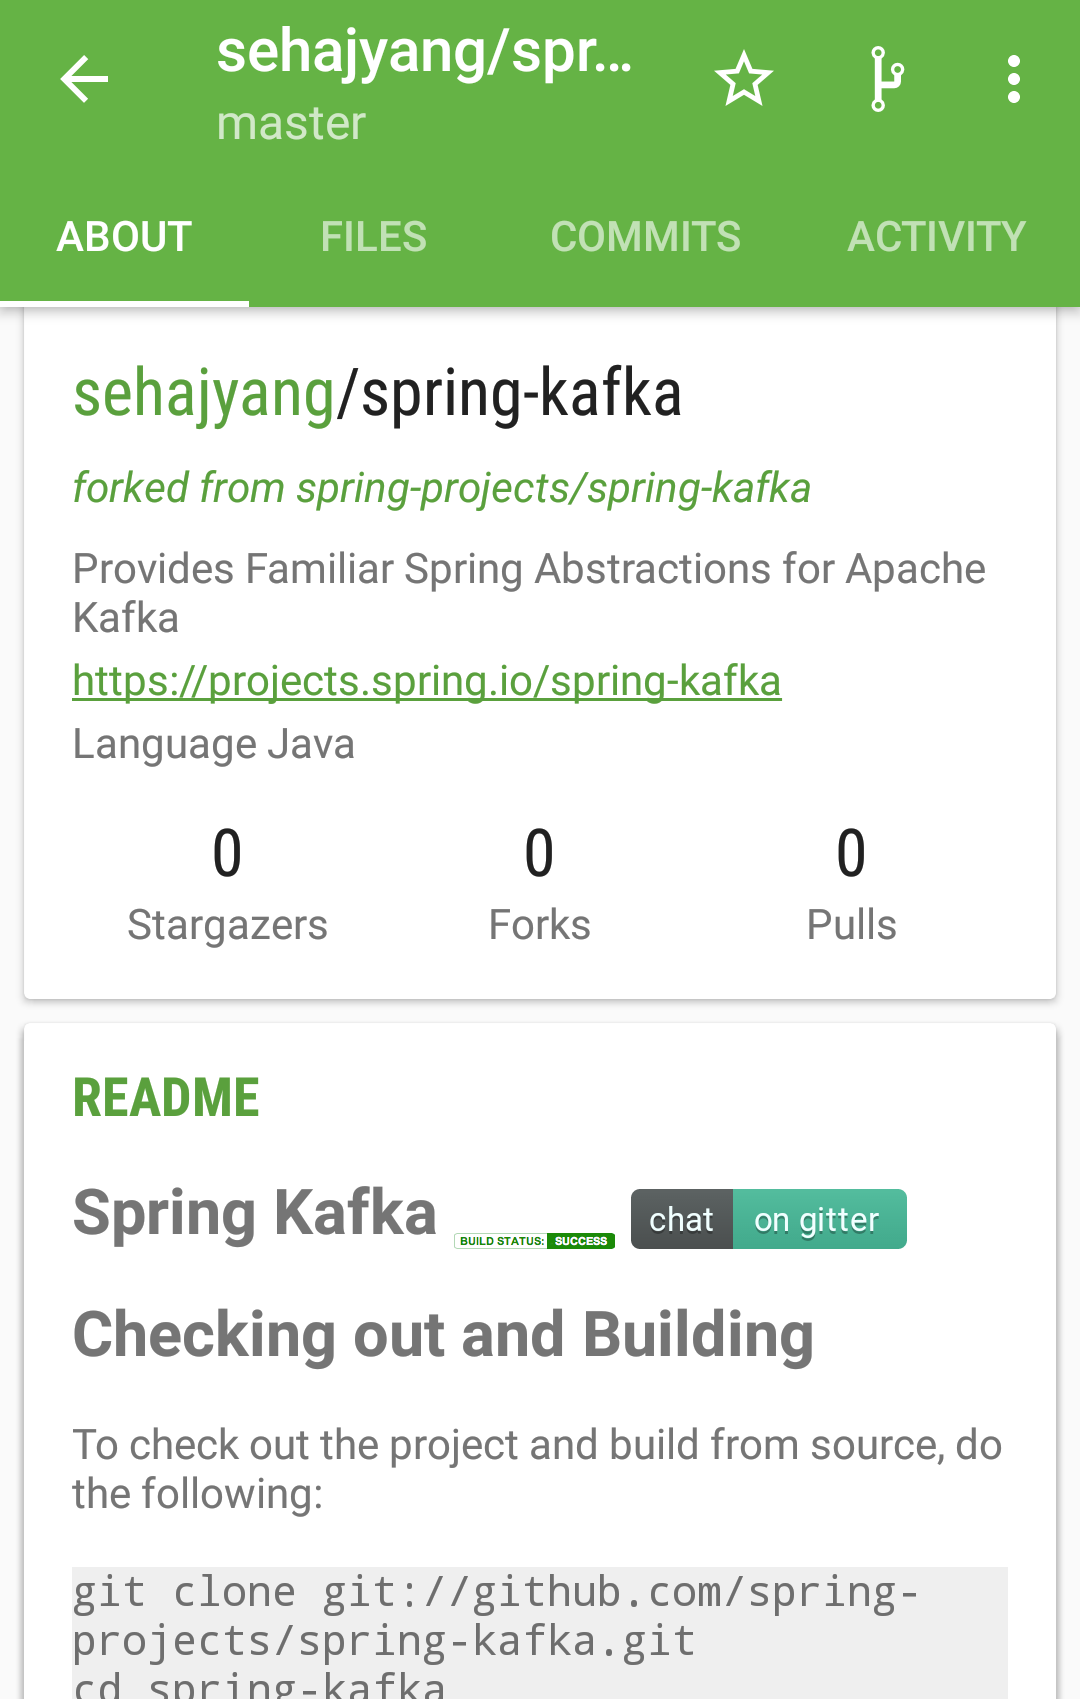 sehajyang/spr...
master
ABOUT
FILES
COMMITS
ACTIVITY
sehajyang/spring-kafka
forked from spring-projects/spring-kafka
Provides Familiar Spring Abstractions for Apache
Kafka
https://projects.spring.io/spring-kafka
Language Java
0
Stargazers
0
Forks
0
Pulls
README
Spring Kafka
BUILD STATUS: SUCCESS
chat on gitter
Checking out and Building
To check out the project and build from source, do
the following:
git clone git://github.com/spring-
projects/spring-kafka.git
cd spring-kafka